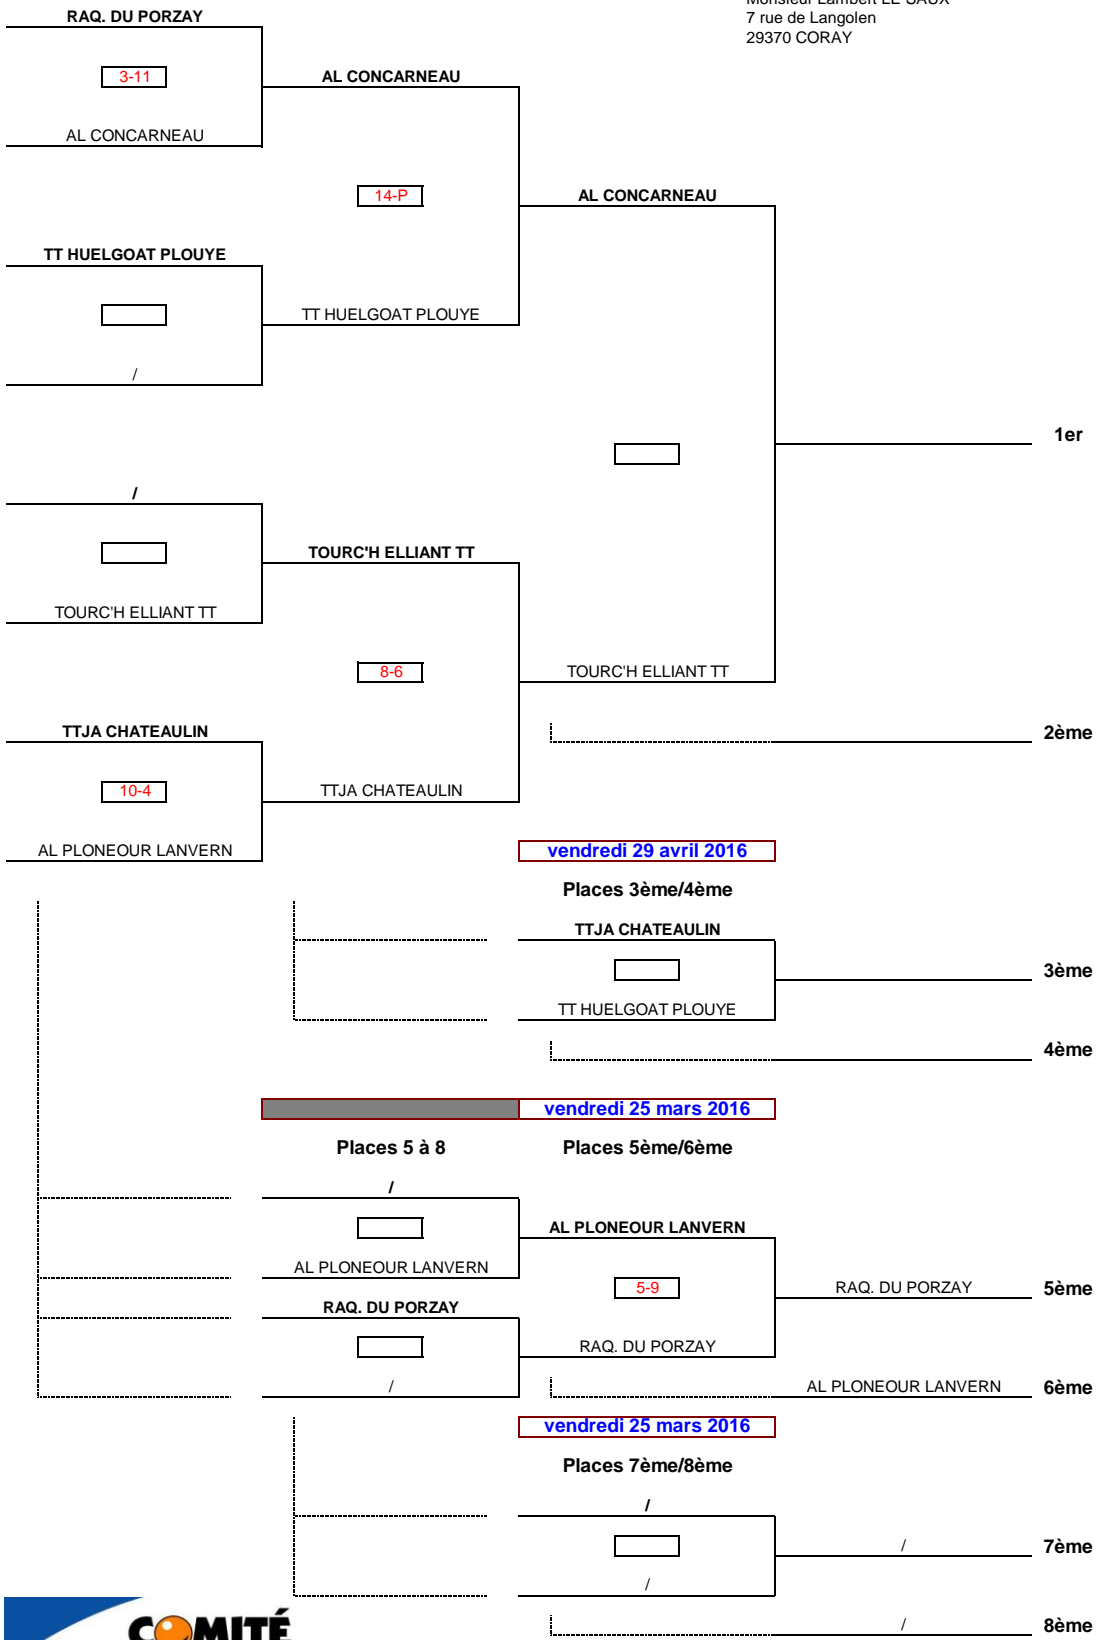 Monsieur Lambert LE SAUX
7 rue de Langolen
29370 CORAY
RAQ. DU PORZAY
3-11
AL CONCARNEAU
AL CONCARNEAU
14-P
AL CONCARNEAU
TT HUELGOAT PLOUYE
TT HUELGOAT PLOUYE
/
1er
/
TOURC'H ELLIANT TT
TOURC'H ELLIANT TT
8-6
TOURC'H ELLIANT TT
TTJA CHATEAULIN
2ème
10-4
TTJA CHATEAULIN
AL PLONEOUR LANVERN
vendredi 29 avril 2016
Places 3ème/4ème
TTJA CHATEAULIN
3ème
TT HUELGOAT PLOUYE
4ème
vendredi 25 mars 2016
Places 5 à 8
Places 5ème/6ème
/
AL PLONEOUR LANVERN
AL PLONEOUR LANVERN
5-9
RAQ. DU PORZAY
5ème
RAQ. DU PORZAY
RAQ. DU PORZAY
/
AL PLONEOUR LANVERN
6ème
vendredi 25 mars 2016
Places 7ème/8ème
/
/
7ème
/
/
8ème
COMITÉ